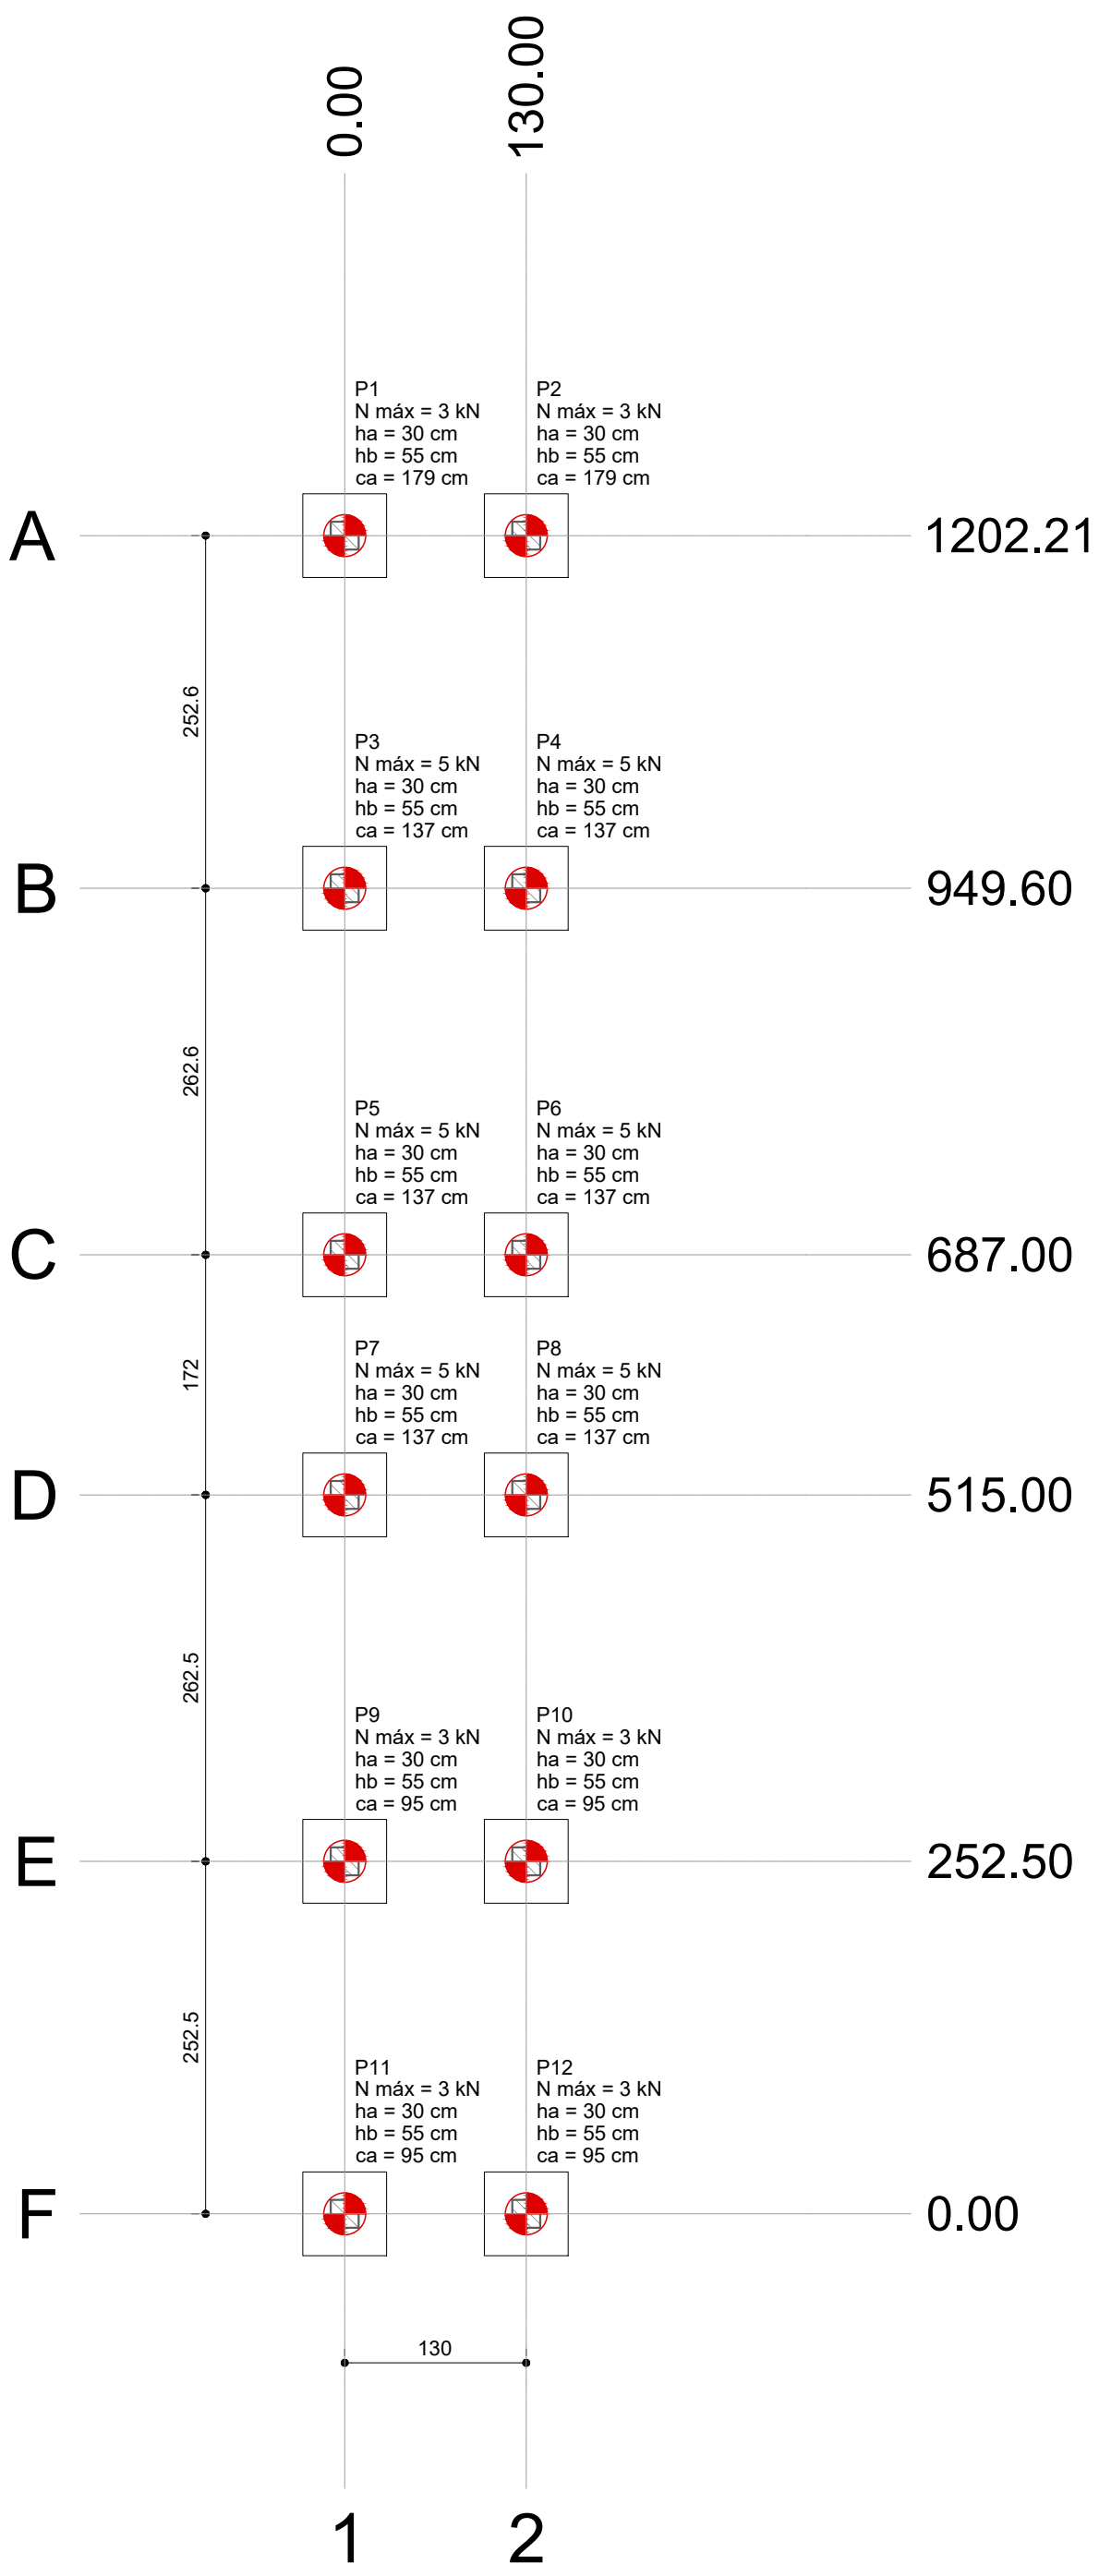 0.00
130.00
P1
N máx = 3 kN
ha = 30 cm
hb = 55 cm
ca = 179 cm
P2
N máx = 3 kN
ha = 30 cm
hb = 55 cm
ca = 179 cm
A
1202.21
252.6
P3
N máx = 5 kN
ha = 30 cm
hb = 55 cm
ca = 137 cm
P4
N máx = 5 kN
ha = 30 cm
hb = 55 cm
ca = 137 cm
B
949.60
262.6
P5
N máx = 5 kN
ha = 30 cm
hb = 55 cm
ca = 137 cm
P6
N máx = 5 kN
ha = 30 cm
hb = 55 cm
ca = 137 cm
C
687.00
172
P7
N máx = 5 kN
ha = 30 cm
hb = 55 cm
ca = 137 cm
P8
N máx = 5 kN
ha = 30 cm
hb = 55 cm
ca = 137 cm
D
515.00
262.5
P9
N máx = 3 kN
ha = 30 cm
hb = 55 cm
ca = 95 cm
P10
N máx = 3 kN
ha = 30 cm
hb = 55 cm
ca = 95 cm
E
252.50
252.5
P11
N máx = 3 kN
ha = 30 cm
hb = 55 cm
ca = 95 cm
P12
N máx = 3 kN
ha = 30 cm
hb = 55 cm
ca = 95 cm
F
0.00
130
1
2